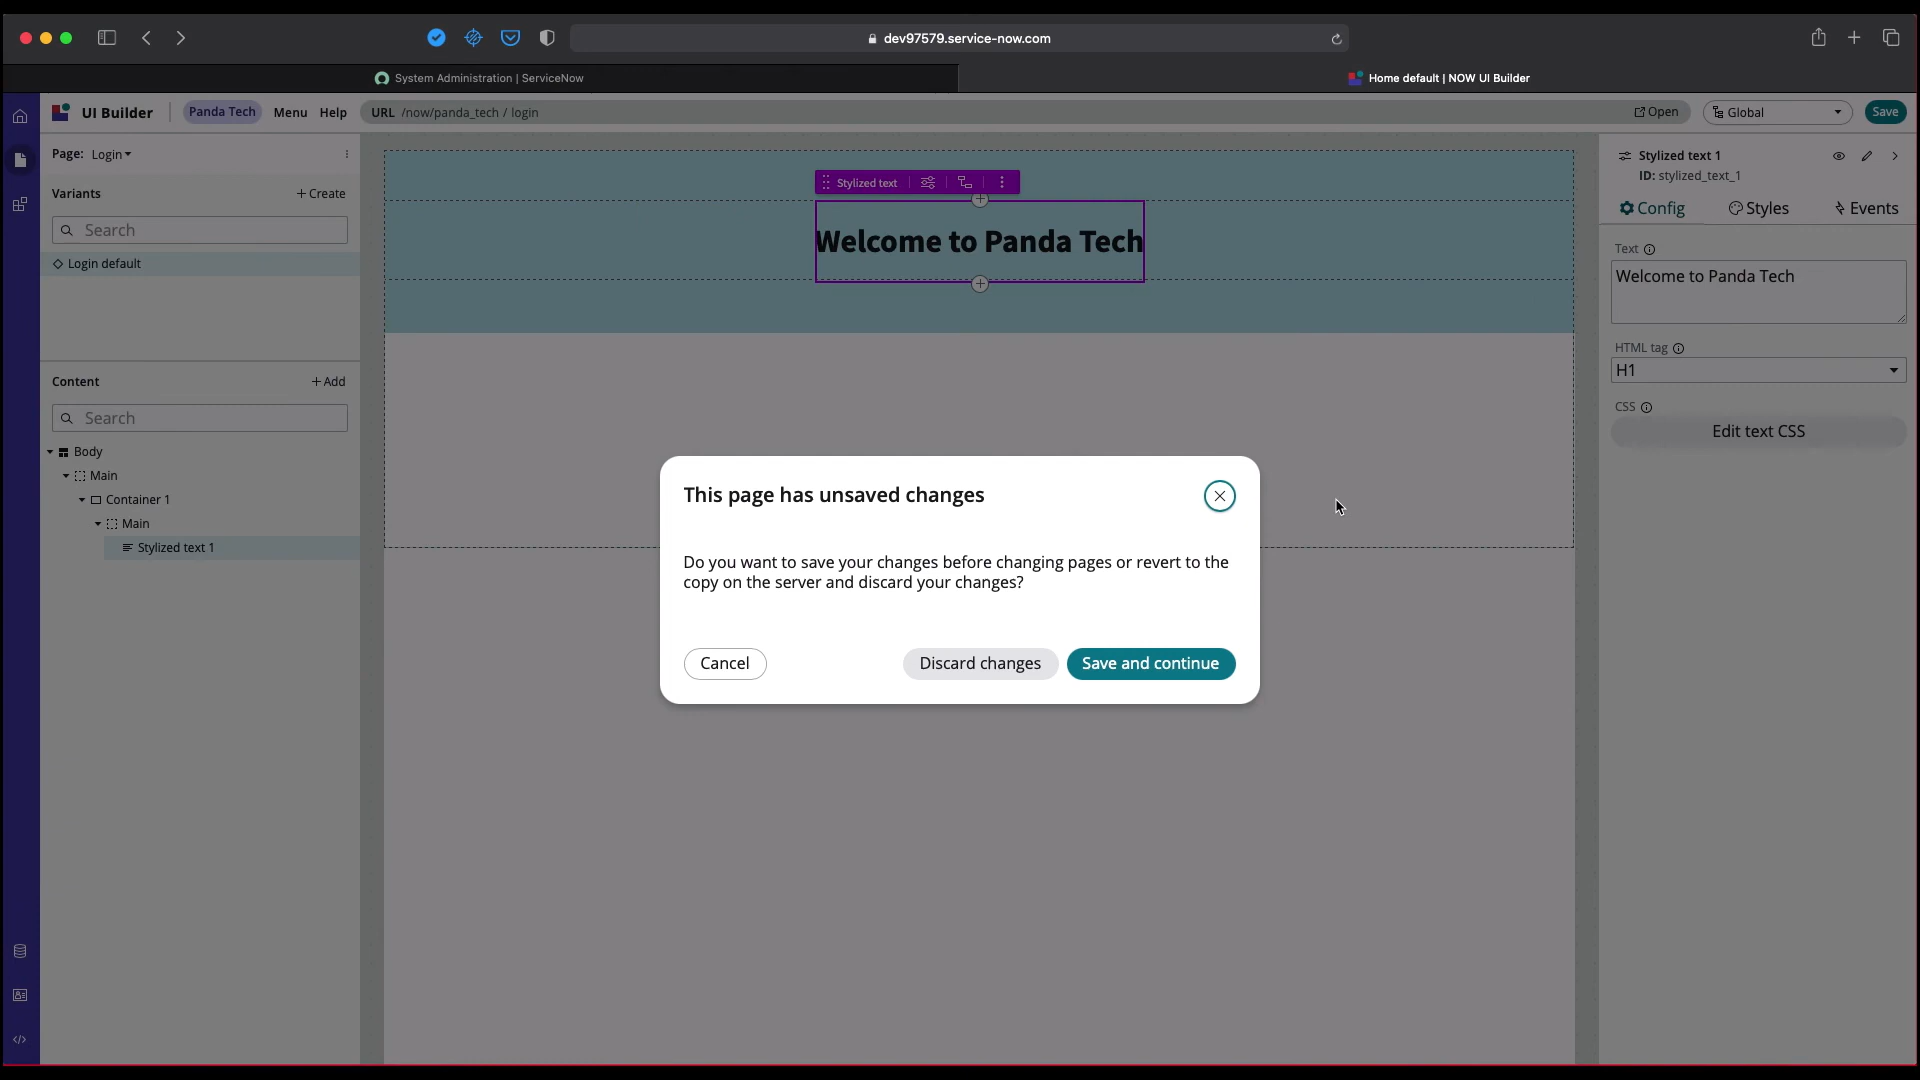 dev97579.service-now.com
System Administration | ServiceNow
Home default | NOW UI Builder
UI Builder
Panda Tech
Menu
Help
URL /now/panda_tech / login
Open
Global
Save
Page: Login
Variants
Create
Search
Login default
Content
Add
Search
Body
Main
Container 1
Main
Stylized text 1
Stylized text
Welcome to Panda Tech
This page has unsaved changes
Do you want to save your changes before changing pages or revert to the
copy on the server and discard your changes?
Cancel
Discard changes
Save and continue
Stylized text 1
ID: stylized_text_1
Config
Styles
Events
Text
Welcome to Panda Tech
HTML tag
H1
CSS
Edit text CSS